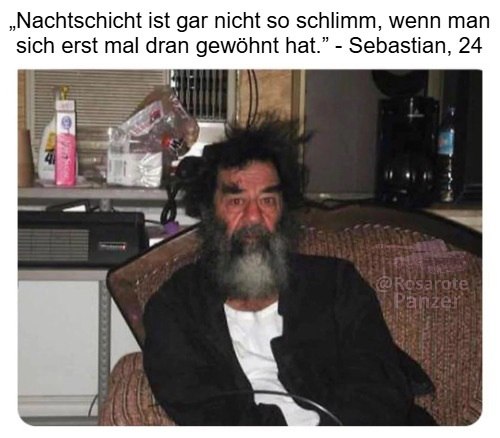 „Nachtschicht ist gar nicht so schlimm, wenn man
sich erst mal dran gewöhnt hat.” - Sebastian, 24
@Rosarote
Panzer